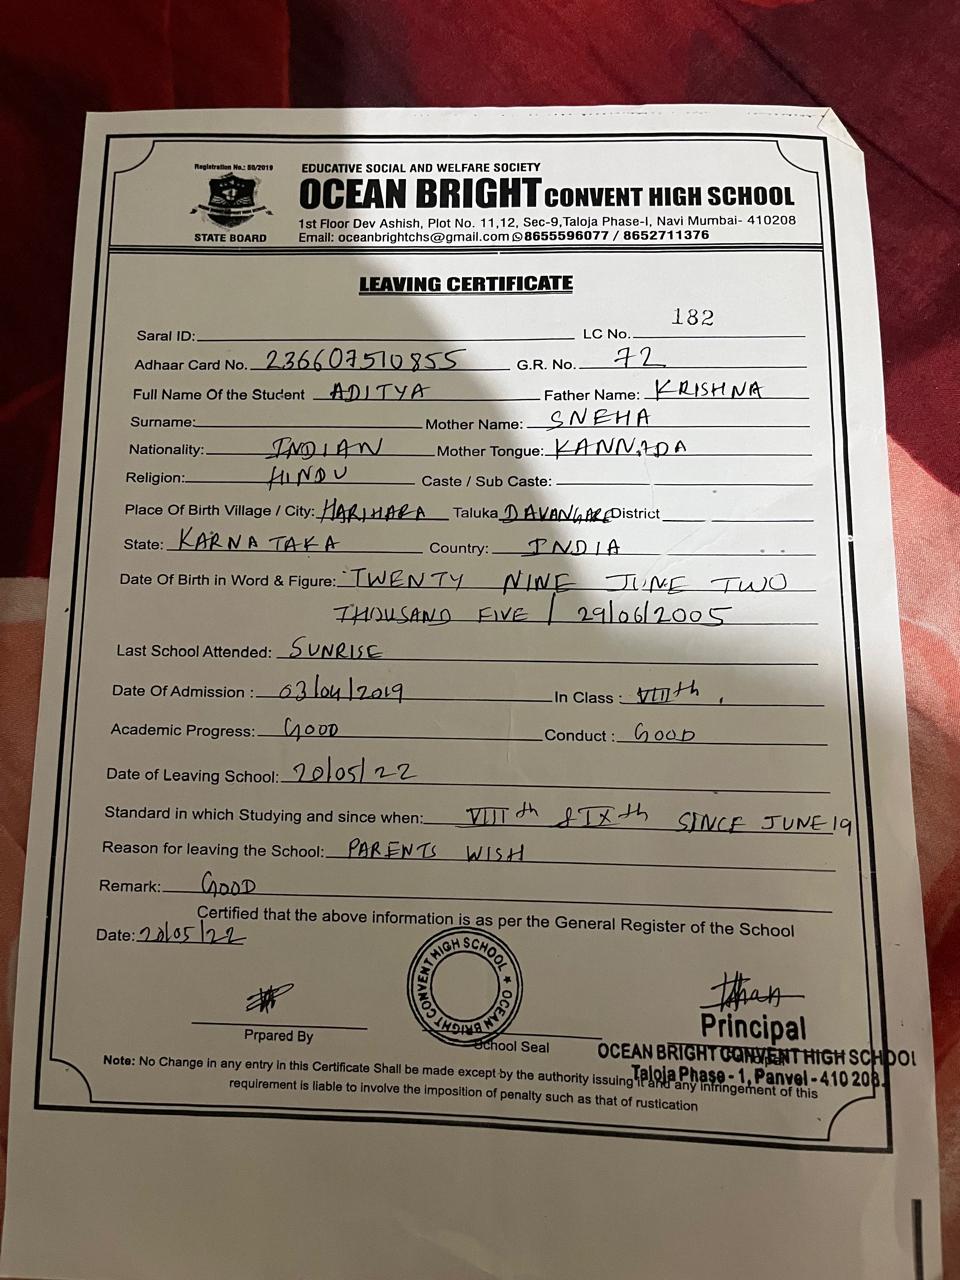 Registration No.: 80/2019
STATE BOARD
EDUCATIVE SOCIAL AND WELFARE SOCIETY
OCEAN BRIGHT CONVENT HIGH SCHOOL
1st Floor Dev Ashish, Plot No. 11,12, Sec-9,Taloja Phase-I, Navi Mumbai- 410208
Email: oceanbrightchs@gmail.com 8655596077 / 8652711376
LEAVING CERTIFICATE
Saral ID: LC No. 182
Adhaar Card No. 236607510855 G.R. No. 72
Full Name Of the Student ADITYA Father Name: KRISHNA
Surname: Mother Name: SNEHA
Nationality: INDIAN Mother Tongue: KANNADA
Religion: HINDU Caste / Sub Caste:
Place Of Birth Village / City: HARIHARA Taluka DAVANGARE District
State: KARNATAKA Country: INDIA
Date Of Birth in Word & Figure: TWENTY NINE JUNE TWO
THOUSAND FIVE / 29/06/2005
Last School Attended: SUNRISE
Date Of Admission : 03/04/2019 In Class : VIIIth
Academic Progress: GOOD Conduct : GOOD
Date of Leaving School: 20/05/22
Standard in which Studying and since when: VIIIth & IXth SINCE JUNE 19
Reason for leaving the School: PARENTS WISH
Remark: GOOD
Certified that the above information is as per the General Register of the School
Date: 20/05/22
OCEAN BRIGHT CONVENT HIGH SCHOOL
Prpared By
School Seal
Principal
OCEAN BRIGHT CONVENT HIGH SCHOOL
Taloja Phase - 1, Panvel - 410 208.
Note: No Change in any entry in this Certificate Shall be made except by the authority issuing it and any infringement of this
requirement is liable to involve the imposition of penalty such as that of rustication